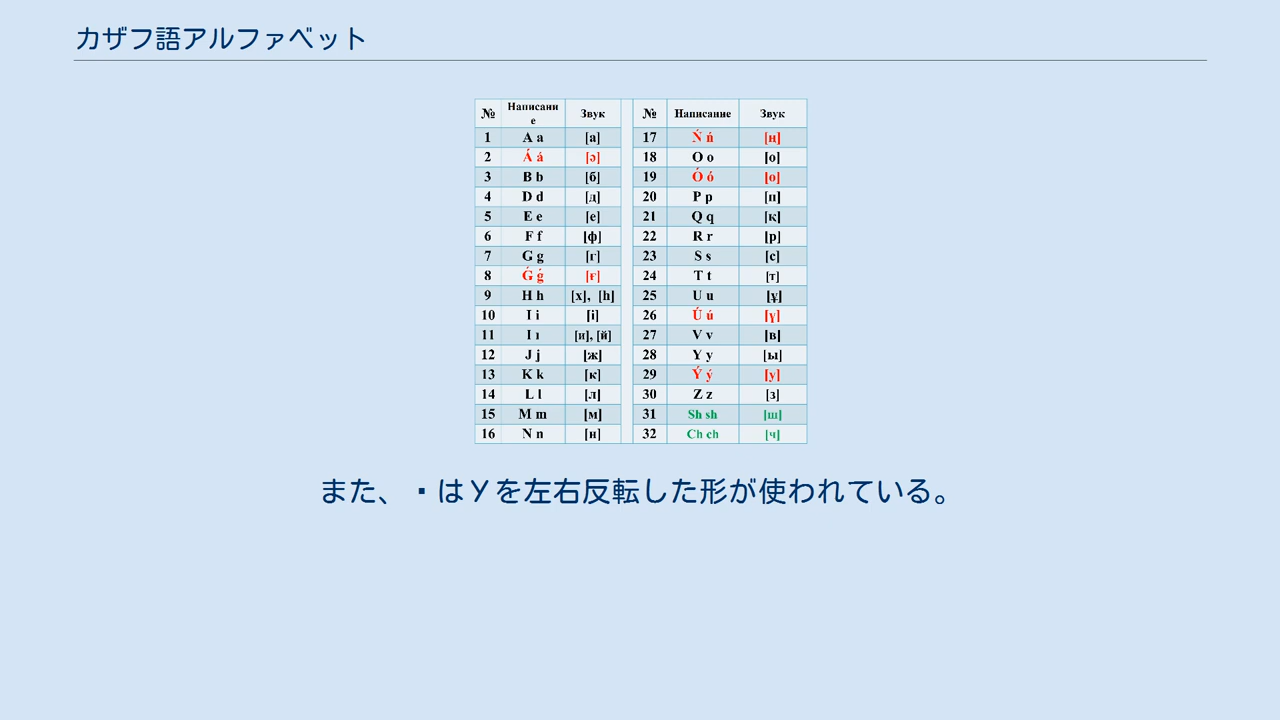 カザフ語アルファベット
№ Написание Звук № Написание Звук
1 A a [а] 17 Ń ń [н]
2 Á á [ә] 18 O o [о]
3 B b [б] 19 Ó ó [о]
4 D d [д] 20 P p [п]
5 E e [е] 21 Q q [қ]
6 F f [ф] 22 R r [р]
7 G g [г] 23 S s [с]
8 Ǵ ǵ [ғ] 24 T t [т]
9 H h [х], [h] 25 U u [ұ]
10 I i [і] 26 Ú ú [ү]
11 I ı [и], [й] 27 V v [в]
12 J j [ж] 28 Y y [ы]
13 K k [к] 29 Ý ý [у]
14 L l [л] 30 Z z [з]
15 M m [м] 31 Sh sh [ш]
16 N n [н] 32 Ch ch [ч]
また、・はYを左右反転した形が使われている。